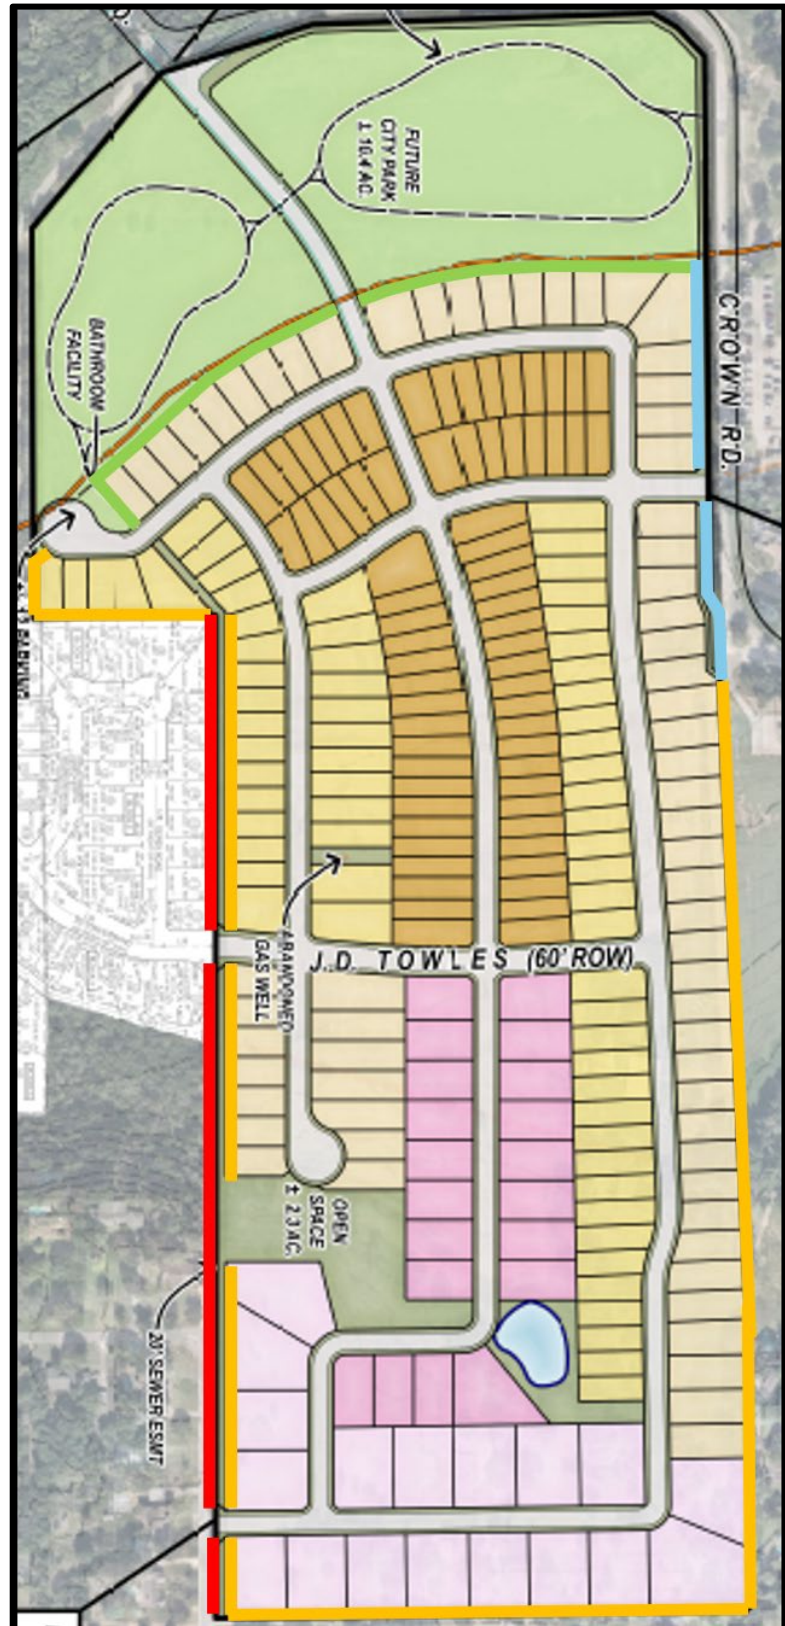 FUTURE
CITY PARK
± 10.4 AC.
BATHROOM
FACILITY
CROWN RD.
J.D. TOWLES (60' ROW)
ABANDONED
GAS WELL
OPEN
SPACE
± 2.3 AC.
20' SEWER ESMT